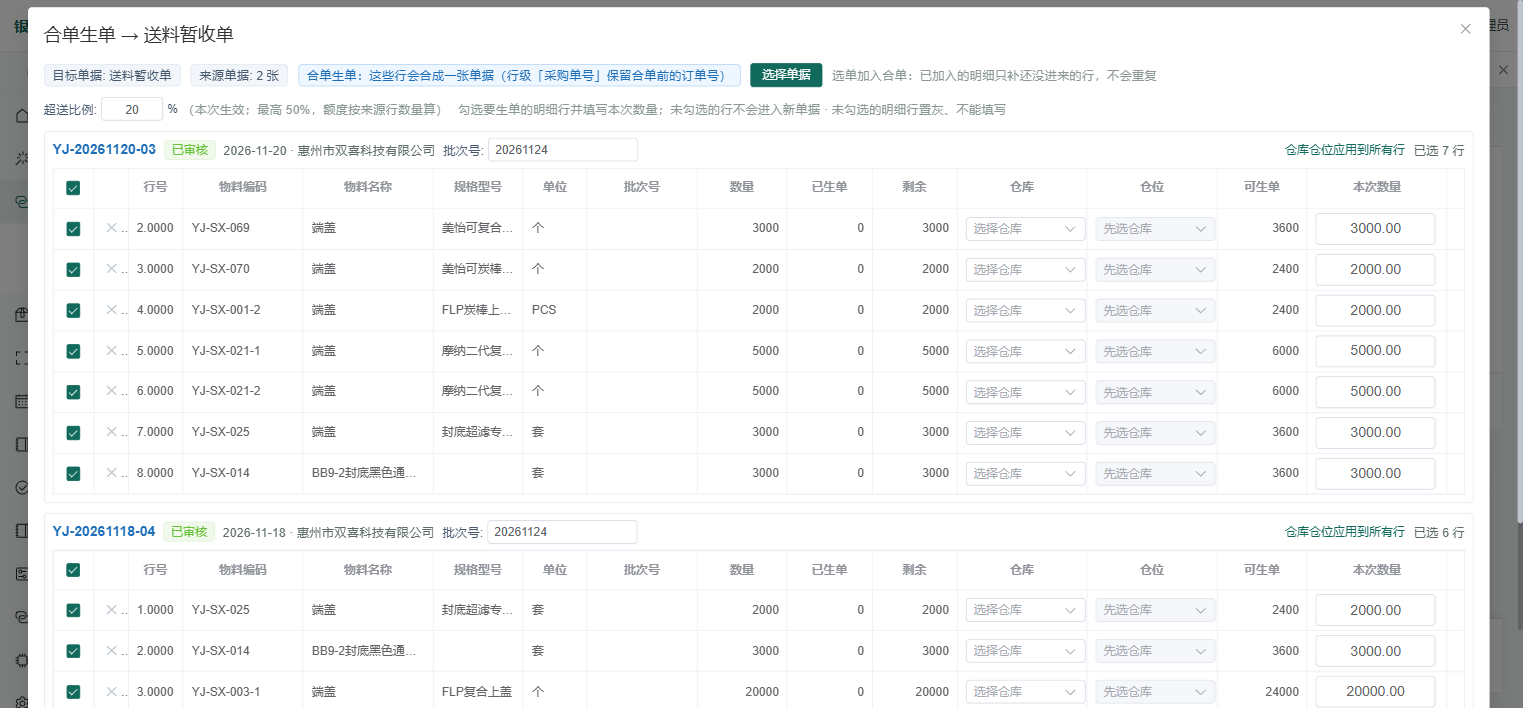 银
理员
合单生单 → 送料暂收单
目标单据: 送料暂收单 来源单据: 2 张 合单生单：这些行会合成一张单据（行级「采购单号」保留合单前的订单号） 选择单据 选单加入合单：已加入的明细只补还没进来的行，不会重复
超送比例: 20 % （本次生效；最高 50%，额度按来源行数量算） 勾选要生单的明细行并填写本次数量；未勾选的行不会进入新单据 · 未勾选的明细行置灰、不能填写
YJ-20261120-03 已审核 2026-11-20 · 惠州市双喜科技有限公司 批次号: 20261124 仓库仓位应用到所有行 已选 7 行
行号 物料编码 物料名称 规格型号 单位 批次号 数量 已生单 剩余 仓库 仓位 可生单 本次数量
.. 2.0000 YJ-SX-069 端盖 美怡可复合... 个 3000 0 3000 选择仓库 先选仓库 3600 3000.00
.. 3.0000 YJ-SX-070 端盖 美怡可炭棒... 个 2000 0 2000 选择仓库 先选仓库 2400 2000.00
.. 4.0000 YJ-SX-001-2 端盖 FLP炭棒上... PCS 2000 0 2000 选择仓库 先选仓库 2400 2000.00
.. 5.0000 YJ-SX-021-1 端盖 摩纳二代复... 个 5000 0 5000 选择仓库 先选仓库 6000 5000.00
.. 6.0000 YJ-SX-021-2 端盖 摩纳二代复... 个 5000 0 5000 选择仓库 先选仓库 6000 5000.00
.. 7.0000 YJ-SX-025 端盖 封底超滤专... 套 3000 0 3000 选择仓库 先选仓库 3600 3000.00
.. 8.0000 YJ-SX-014 BB9-2封底黑色通... 套 3000 0 3000 选择仓库 先选仓库 3600 3000.00
YJ-20261118-04 已审核 2026-11-18 · 惠州市双喜科技有限公司 批次号: 20261124 仓库仓位应用到所有行 已选 6 行
行号 物料编码 物料名称 规格型号 单位 批次号 数量 已生单 剩余 仓库 仓位 可生单 本次数量
.. 1.0000 YJ-SX-025 端盖 封底超滤专... 套 2000 0 2000 选择仓库 先选仓库 2400 2000.00
.. 2.0000 YJ-SX-014 BB9-2封底黑色通... 套 3000 0 3000 选择仓库 先选仓库 3600 3000.00
.. 3.0000 YJ-SX-003-1 端盖 FLP复合上盖 个 20000 0 20000 选择仓库 先选仓库 24000 20000.00